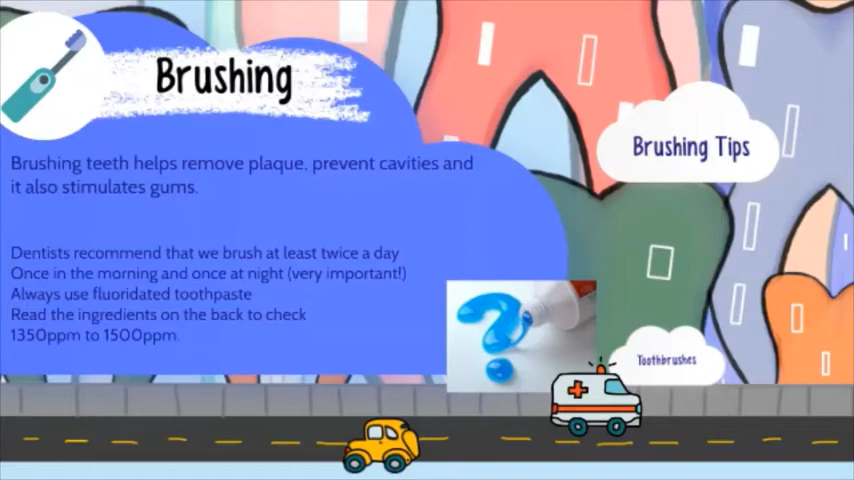 Brushing
Brushing teeth helps remove plaque, prevent cavities and
it also stimulates gums.
Dentists recommend that we brush at least twice a day
Once in the morning and once at night (very important!)
Always use fluoridated toothpaste
Read the ingredients on the back to check
1350ppm to 1500ppm.
Brushing Tips
?
Toothbrushes